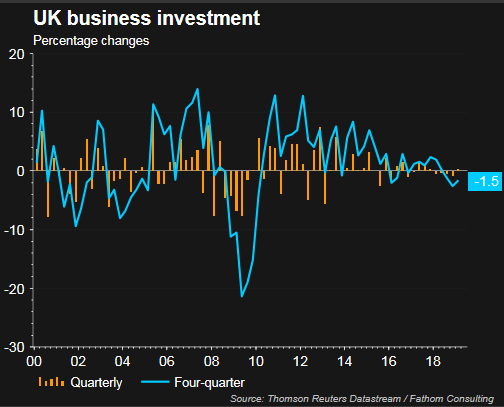 UK business investment
Percentage changes
20
10
0
-10
-20
-30
-1.5
00 02 04 06 08 10 12 14 16 18
Quarterly Four-quarter
Source: Thomson Reuters Datastream / Fathom Consulting